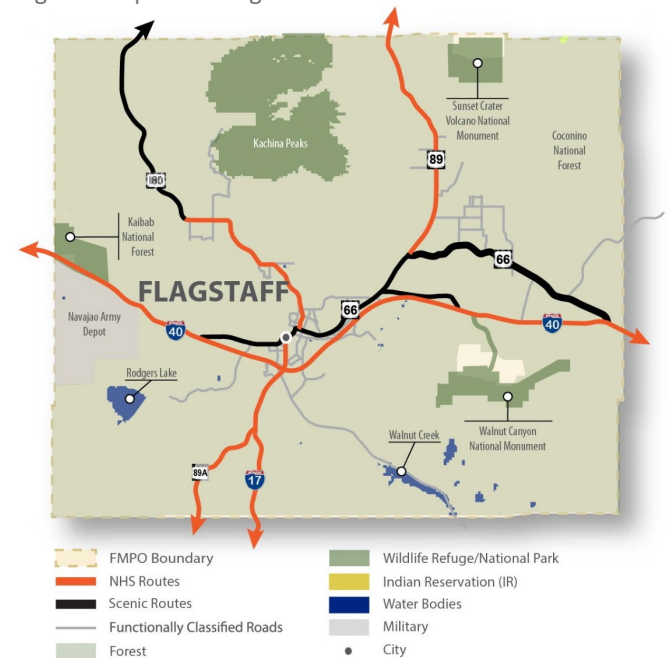 Sunset Crater
Volcano National
Monument
Coconino
National
Forest
Kachina Peaks
89
180
Kaibab
National
Forest
66
FLAGSTAFF
66
Navajao Army
Depot
40
40
Rodgers Lake
Walnut Canyon
National Monument
Walnut Creek
89A
17
FMPO Boundary
NHS Routes
Scenic Routes
Functionally Classified Roads
Forest
Wildlife Refuge/National Park
Indian Reservation (IR)
Water Bodies
Military
City